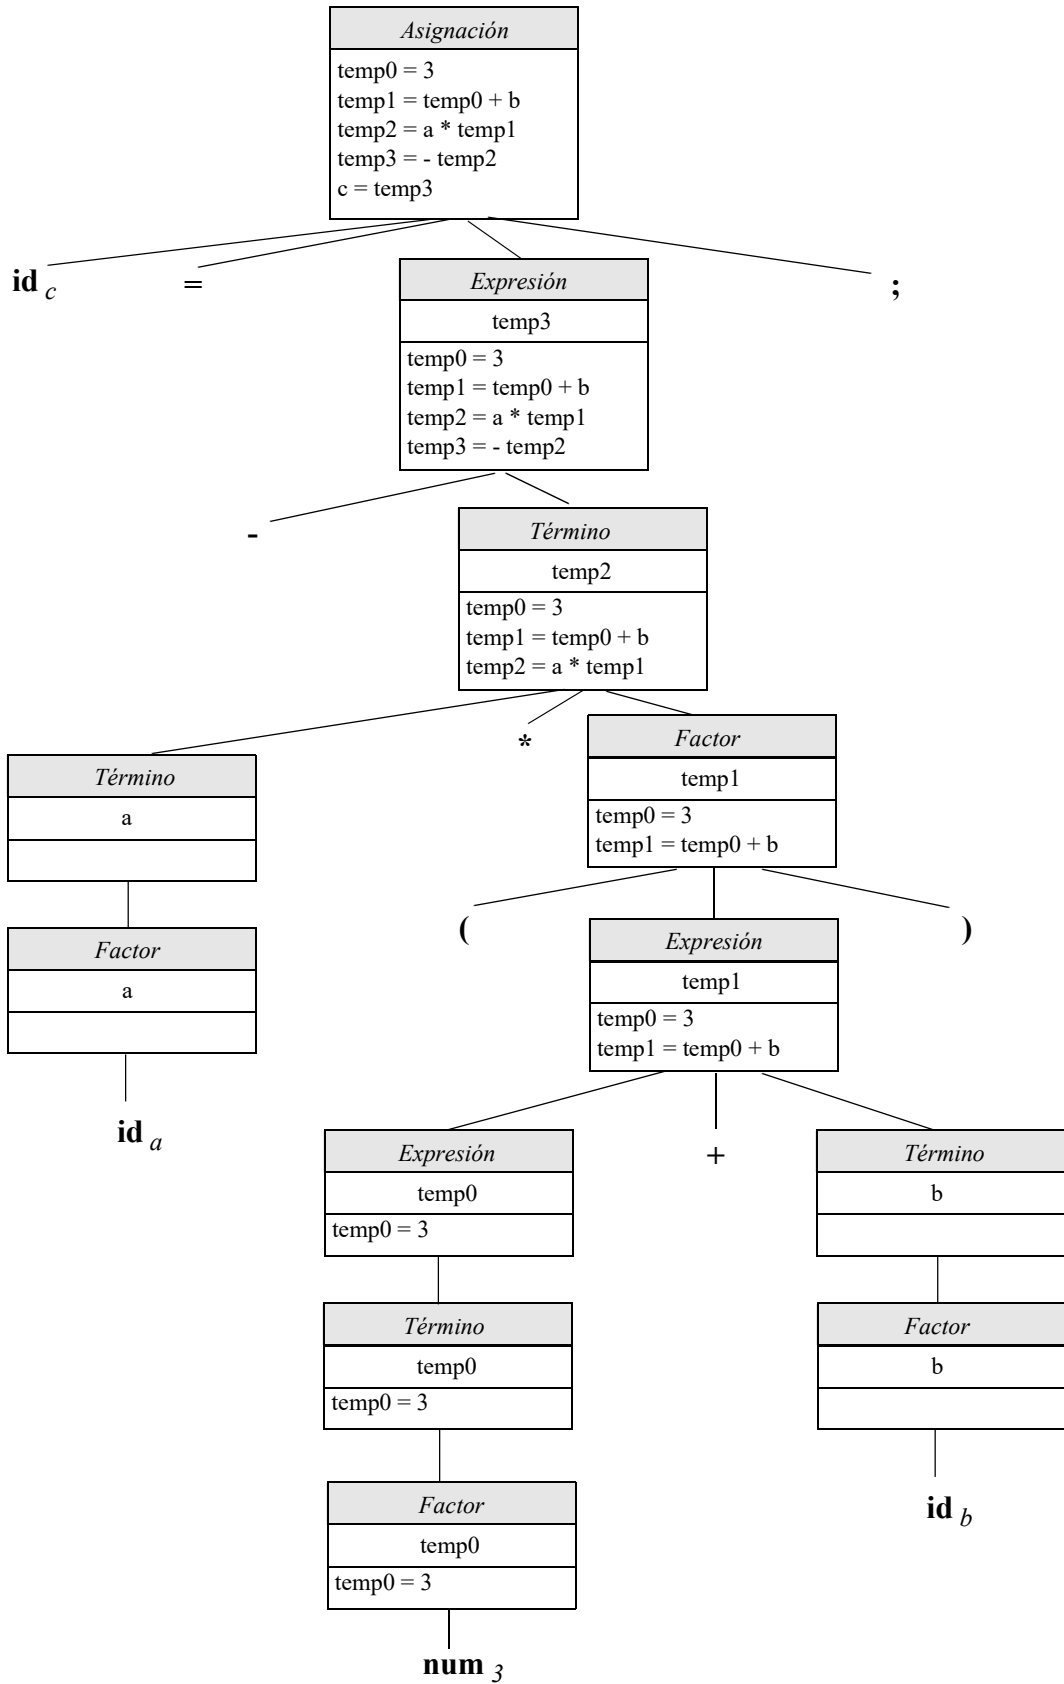 Asignación
temp0 = 3
temp1 = temp0 + b
temp2 = a * temp1
temp3 = - temp2
c = temp3
id c
=
;
Expresión
temp3
temp0 = 3
temp1 = temp0 + b
temp2 = a * temp1
temp3 = - temp2
-
Término
temp2
temp0 = 3
temp1 = temp0 + b
temp2 = a * temp1
*
Término
a
Factor
temp1
temp0 = 3
temp1 = temp0 + b
Factor
a
(
)
Expresión
temp1
temp0 = 3
temp1 = temp0 + b
id a
Expresión
temp0
temp0 = 3
+
Término
b
Término
temp0
temp0 = 3
Factor
b
Factor
temp0
temp0 = 3
id b
num 3